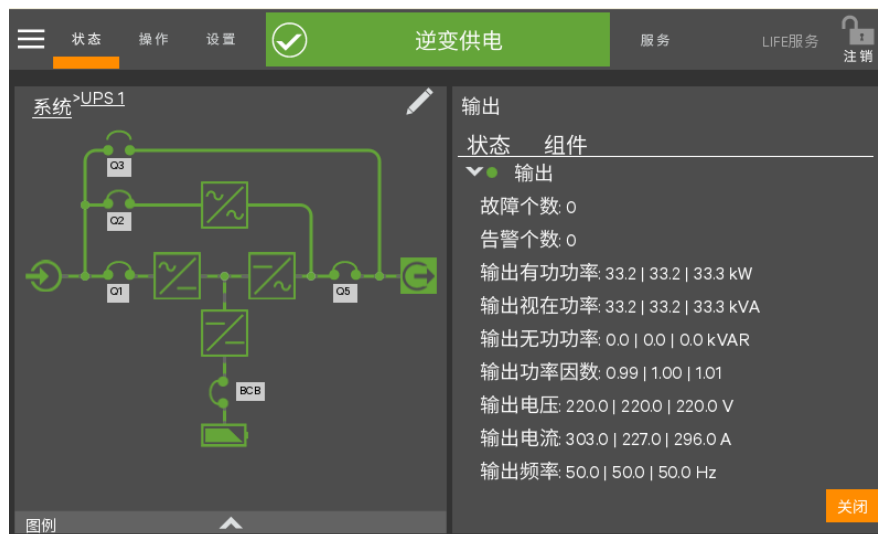 状态 操作 设置 逆变供电 服务 LIFE服务 注销
系统>UPS 1
Q3
Q2
Q1
Q5
BCB
图例
输出
状态 组件
输出
故障个数: 0
告警个数: 0
输出有功功率: 33.2 | 33.2 | 33.3 kW
输出视在功率: 33.2 | 33.2 | 33.3 kVA
输出无功功率: 0.0 | 0.0 | 0.0 kVAR
输出功率因数: 0.99 | 1.00 | 1.01
输出电压: 220.0 | 220.0 | 220.0 V
输出电流: 303.0 | 227.0 | 296.0 A
输出频率: 50.0 | 50.0 | 50.0 Hz
关闭